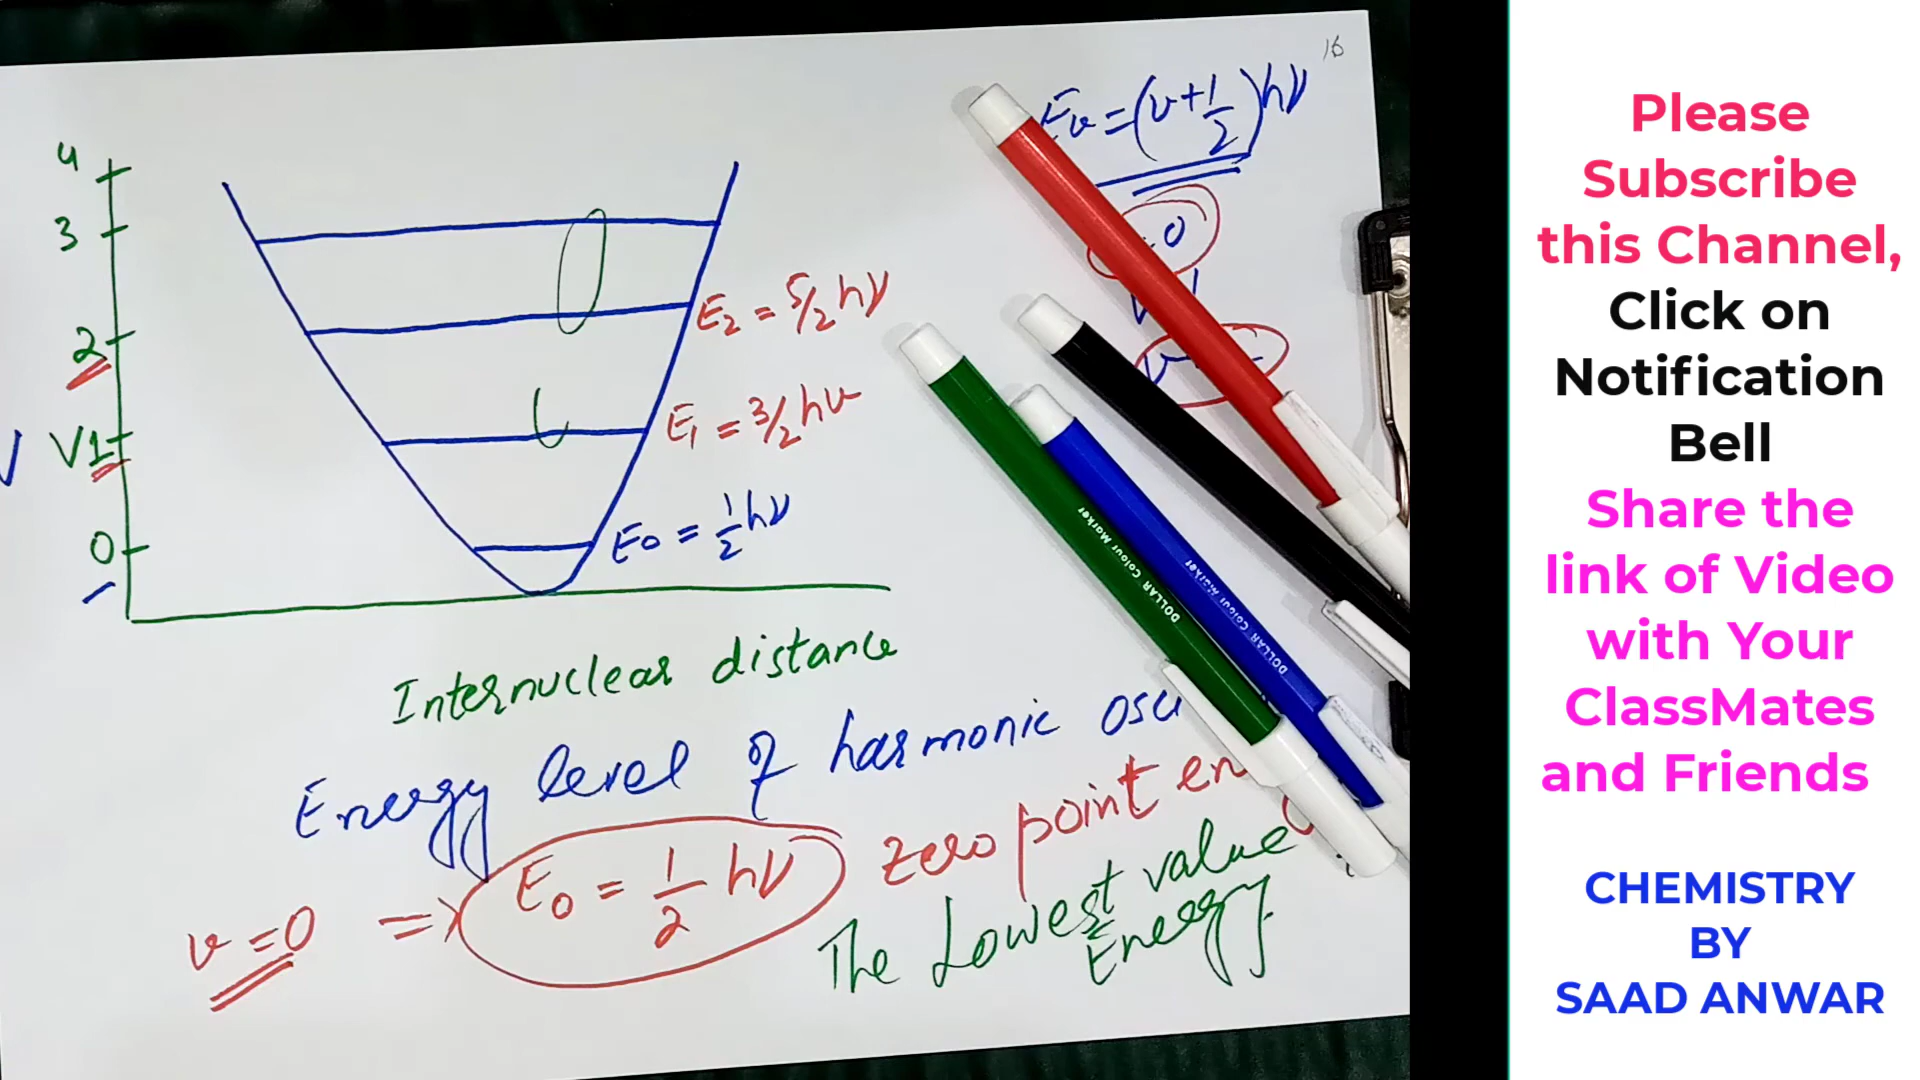 16
Eᵥ = (v + 1/2) hν
4
3
2
V 1
0
E₂ = 5/2 hν
E₁ = 3/2 hν
E₀ = 1/2 hν
Internuclear distance
Energy level of harmonic
v = 0 => E₀ = 1/2 hν zero point
The Lowest value
Energy
DOLLAR Colour Marker
DOLLAR Colour Marker
Please
Subscribe
this Channel,
Click on
Notification
Bell
Share the
link of Video
with Your
ClassMates
and Friends
CHEMISTRY
BY
SAAD ANWAR